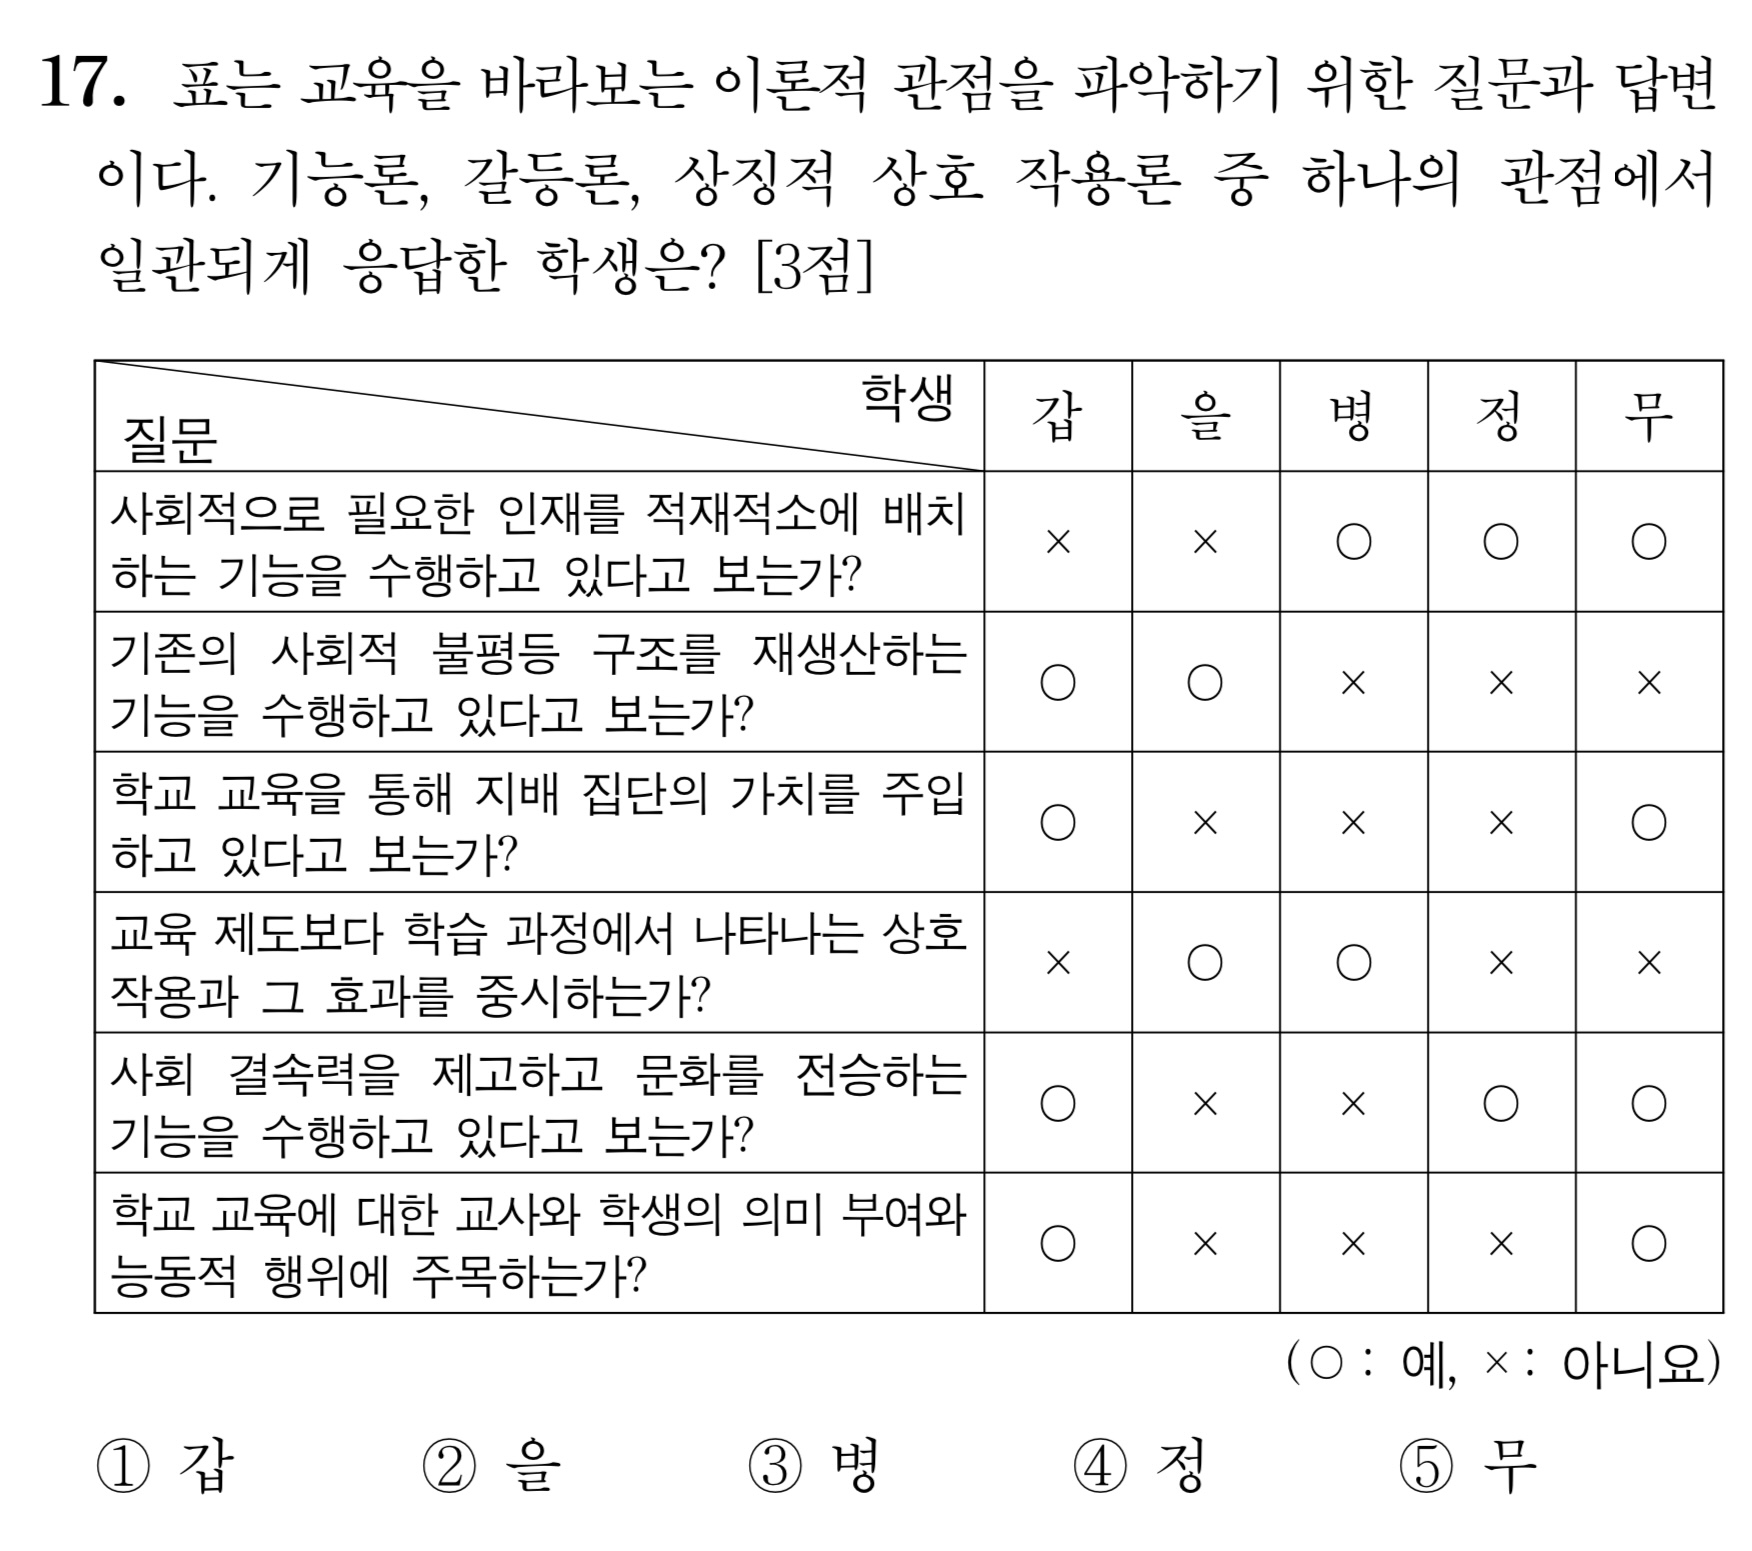 17. 표는 교육을 바라보는 이론적 관점을 파악하기 위한 질문과 답변
이다. 기능론, 갈등론, 상징적 상호 작용론 중 하나의 관점에서
일관되게 응답한 학생은? [3점]
학생
질문
갑 을 병 정 무
사회적으로 필요한 인재를 적재적소에 배치
하는 기능을 수행하고 있다고 보는가?
× × ○ ○ ○
기존의 사회적 불평등 구조를 재생산하는
기능을 수행하고 있다고 보는가?
○ ○ × × ×
학교 교육을 통해 지배 집단의 가치를 주입
하고 있다고 보는가?
○ × × × ○
교육 제도보다 학습 과정에서 나타나는 상호
작용과 그 효과를 중시하는가?
× ○ ○ × ×
사회 결속력을 제고하고 문화를 전승하는
기능을 수행하고 있다고 보는가?
○ × × ○ ○
학교 교육에 대한 교사와 학생의 의미 부여와
능동적 행위에 주목하는가?
○ × × × ○
(○ : 예, × : 아니요)
① 갑 ② 을 ③ 병 ④ 정 ⑤ 무